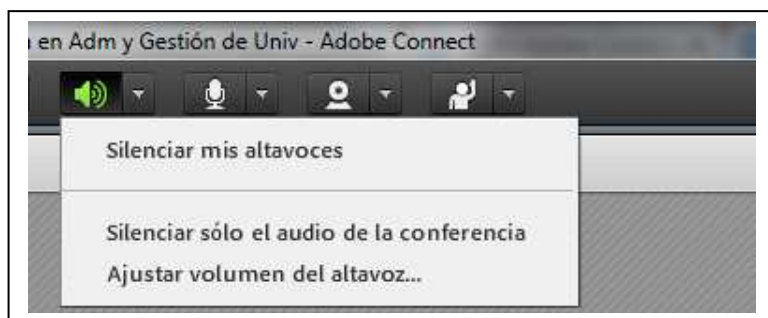 en Adm y Gestión de Univ - Adobe Connect
Silenciar mis altavoces
Silenciar sólo el audio de la conferencia
Ajustar volumen del altavoz...